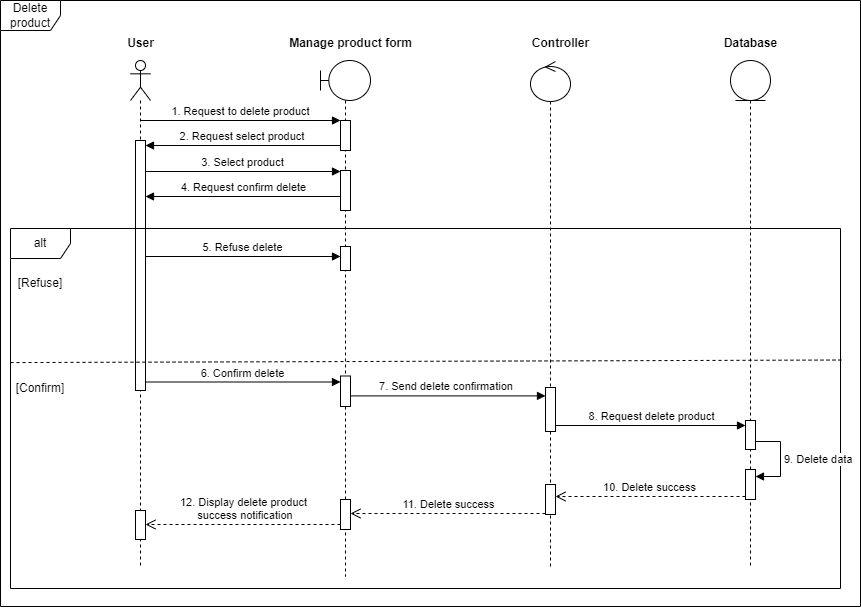 Delete
product
User
Manage product form
Controller
Database
1. Request to delete product
2. Request select product
3. Select product
4. Request confirm delete
alt
5. Refuse delete
[Refuse]
6. Confirm delete
[Confirm]
7. Send delete confirmation
8. Request delete product
9. Delete data
10. Delete success
11. Delete success
12. Display delete product
success notification